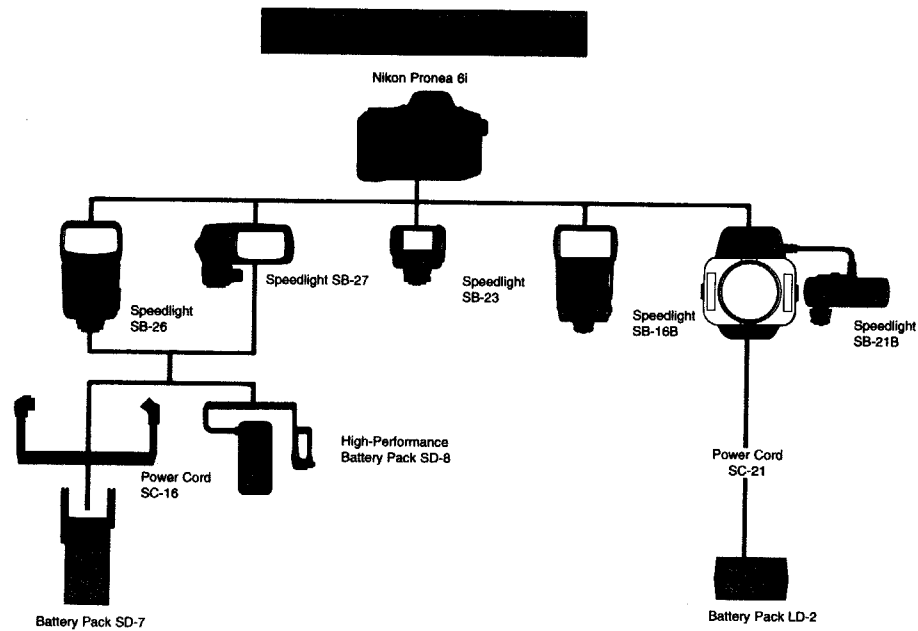 Nikon Pronea 6i
Speedlight SB-27
Speedlight
SB-23
Speedlight
SB-26
Speedlight
SB-16B
Speedlight
SB-21B
High-Performance
Battery Pack SD-8
Power Cord
SC-16
Power Cord
SC-21
Battery Pack SD-7
Battery Pack LD-2